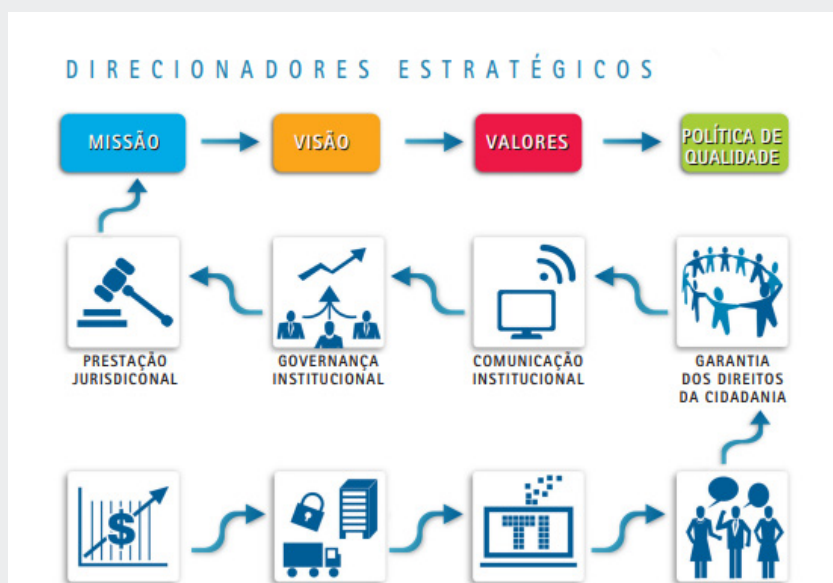 DIRECIONADORES ESTRATÉGICOS
MISSÃO
VISÃO
VALORES
POLÍTICA DE
QUALIDADE
PRESTAÇÃO
JURISDICONAL
GOVERNANÇA
INSTITUCIONAL
COMUNICAÇÃO
INSTITUCIONAL
GARANTIA
DOS DIREITOS
DA CIDADANIA
$
TI